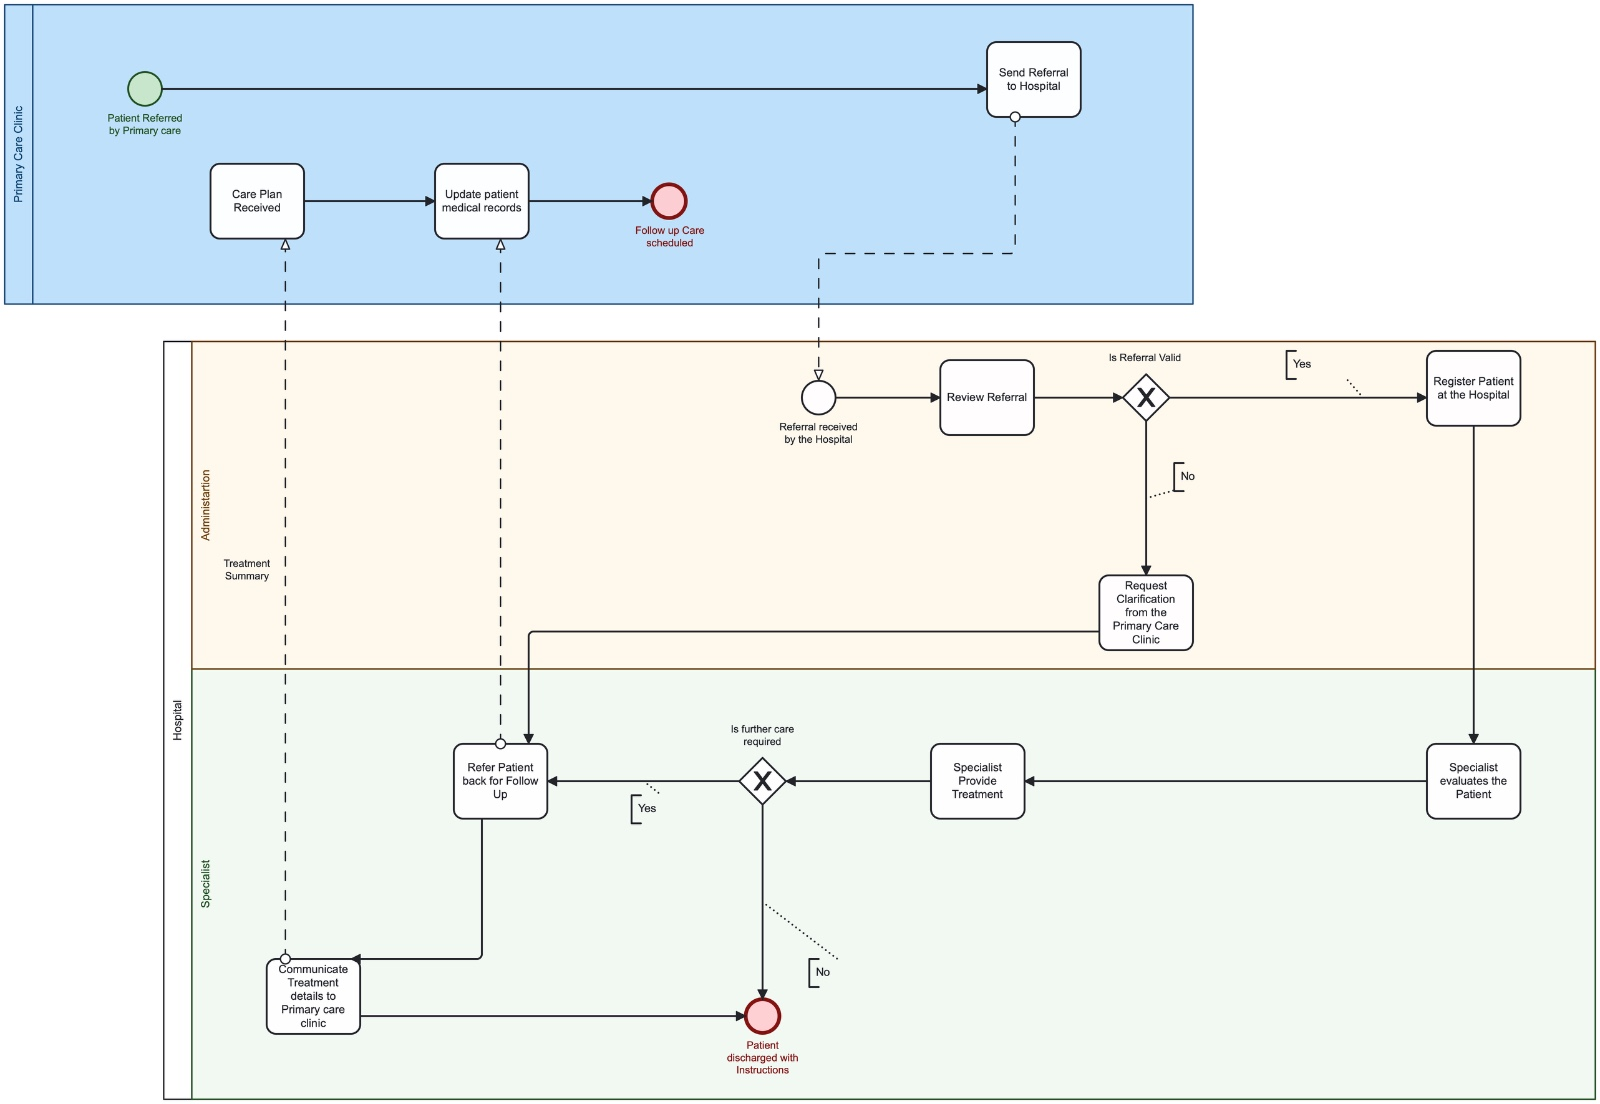 Primary Care Clinic
Patient Referred
by Primary care
Send Referral
to Hospital
Care Plan
Received
Update patient
medical records
Follow up Care
scheduled
Hospital
Administartion
Referral received
by the Hospital
Review Referral
Is Referral Valid
Yes
Register Patient
at the Hospital
No
Treatment
Summary
Request
Clarification
from the
Primary Care
Clinic
Specialist
Refer Patient
back for Follow
Up
Is further care
required
Yes
Specialist
Provide
Treatment
Specialist
evaluates the
Patient
No
Communicate
Treatment
details to
Primary care
clinic
Patient
discharged with
Instructions